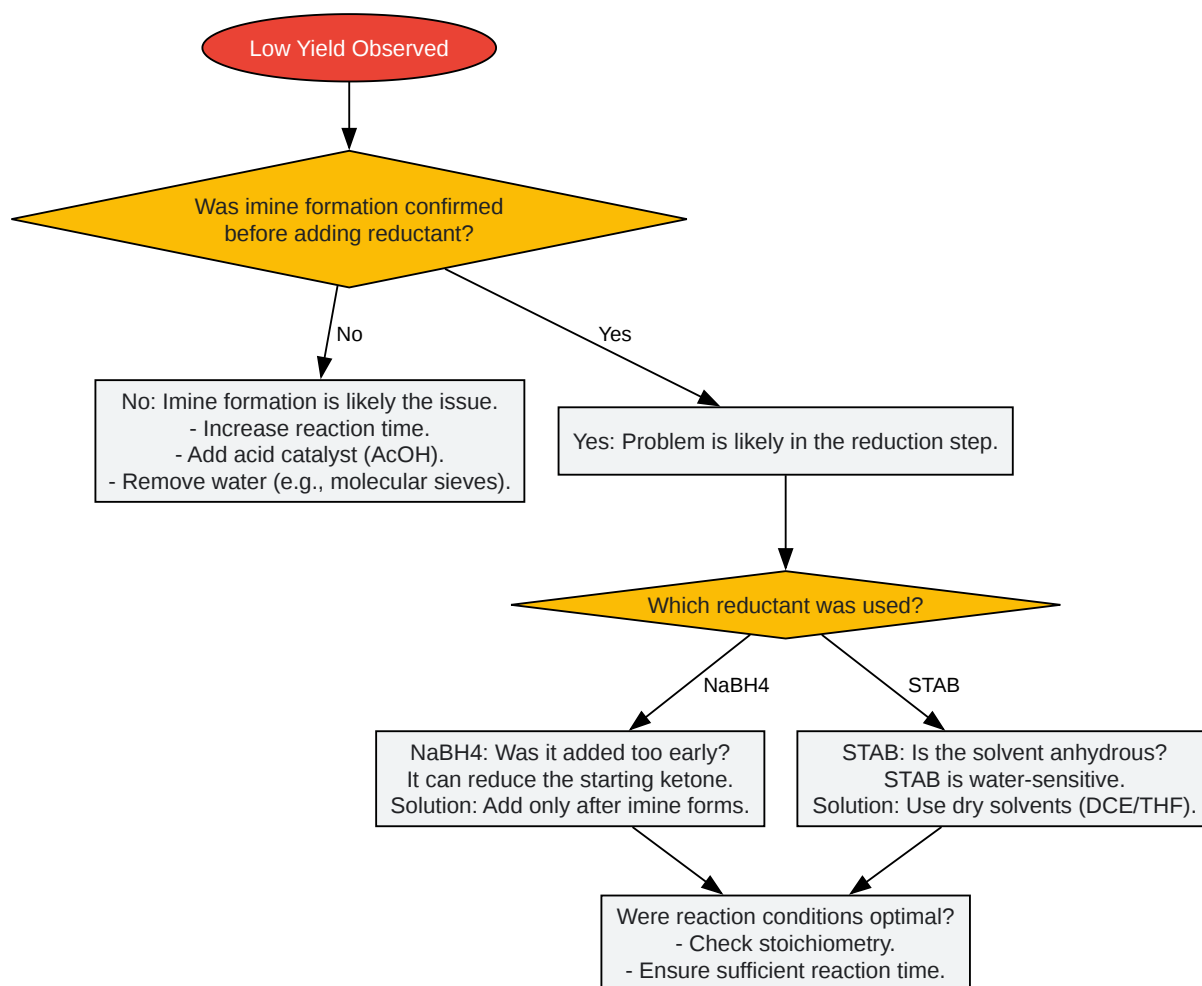 Low Yield Observed
Was imine formation confirmed
before adding reductant?
No
Yes
No: Imine formation is likely the issue.
- Increase reaction time.
- Add acid catalyst (AcOH).
- Remove water (e.g., molecular sieves).
Yes: Problem is likely in the reduction step.
Which reductant was used?
NaBH4
STAB
NaBH4: Was it added too early?
It can reduce the starting ketone.
Solution: Add only after imine forms.
STAB: Is the solvent anhydrous?
STAB is water-sensitive.
Solution: Use dry solvents (DCE/THF).
Were reaction conditions optimal?
- Check stoichiometry.
- Ensure sufficient reaction time.